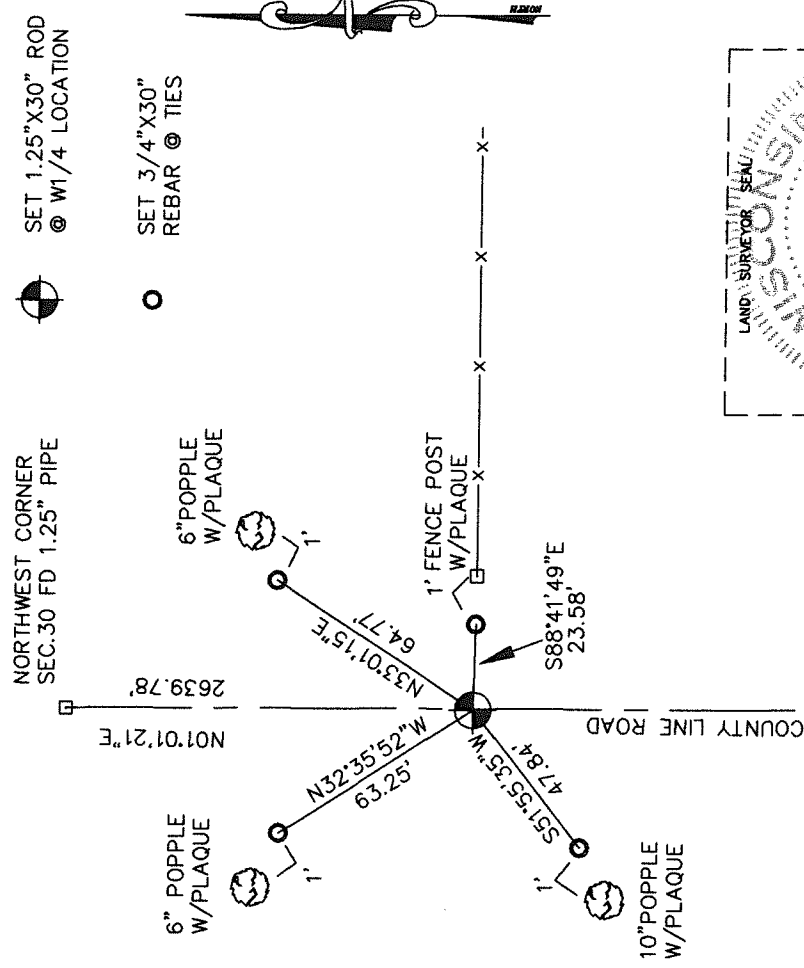 SET 1.25"X30" ROD
@ W1/4 LOCATION
SET 3/4"X30"
REBAR @ TIES
NORTH
NORTHWEST CORNER
SEC.30 FD 1.25" PIPE
N01°01'21"E
2639.78'
6" POPPLE
W/PLAQUE
1'
N32°35'52"W
63.25'
6"POPPLE
W/PLAQUE
1'
N33°01'15"E
64.77'
1' FENCE POST
W/PLAQUE
S88°41'49"E
23.58'
S51°55'35"W
47.84'
1'
10"POPPLE
W/PLAQUE
COUNTY LINE ROAD
X X X X
LAND SURVEYOR SEAL
WISCONSIN